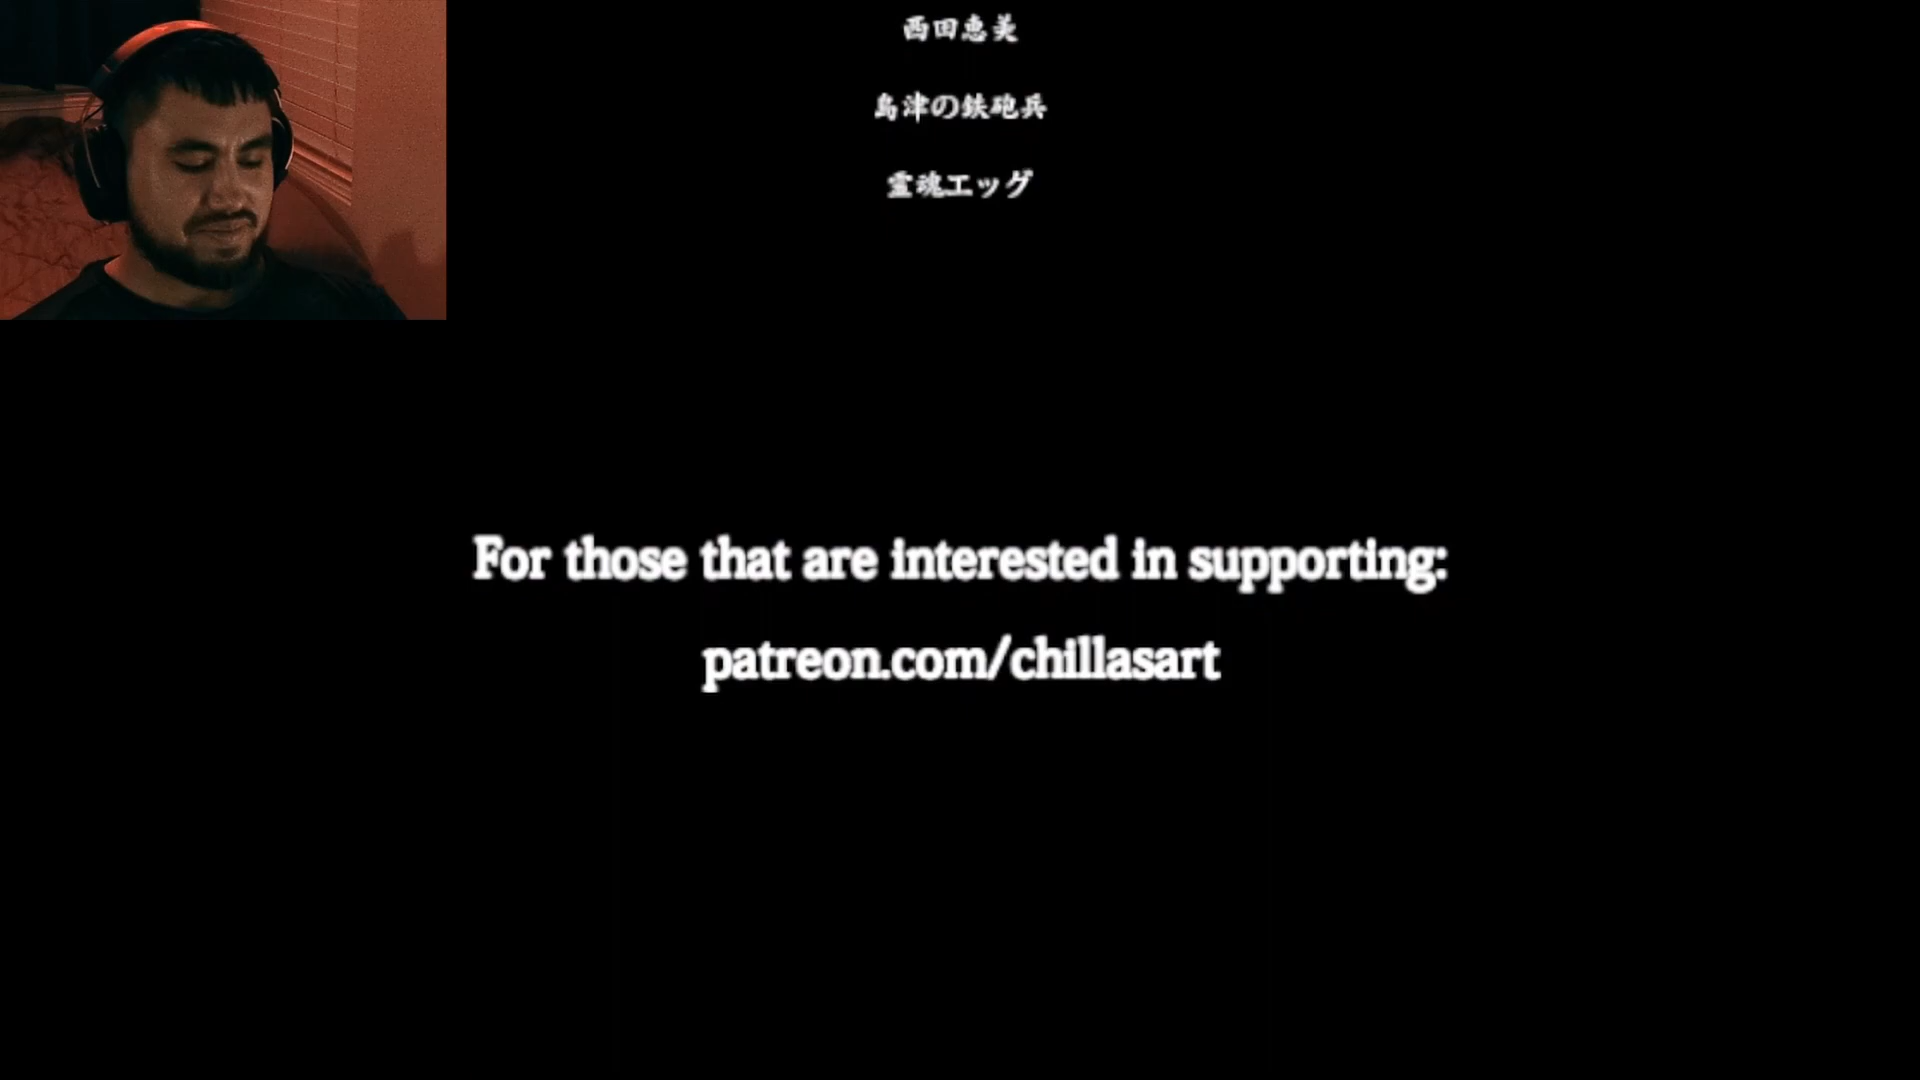 西田恵美
島津の鉄砲兵
霊魂エッグ
For those that are interested in supporting:
patreon.com/chillasart